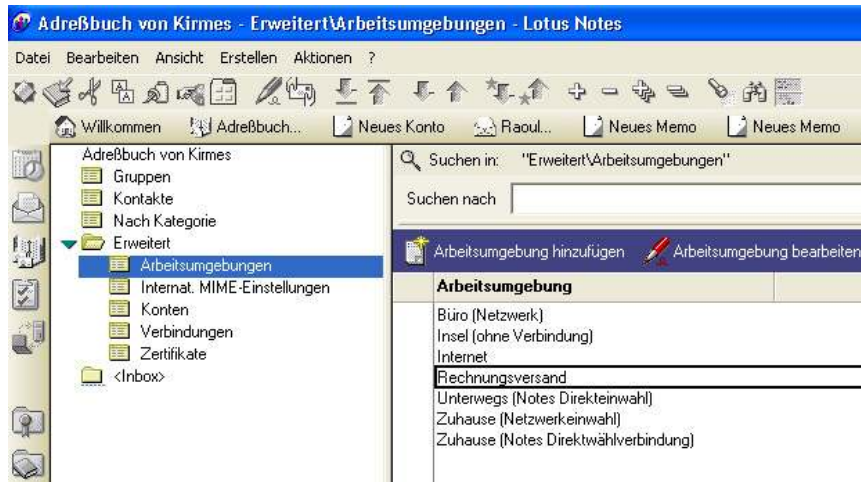 Adreßbuch von Kirmes - Erweitert\Arbeitsumgebungen - Lotus Notes
Datei Bearbeiten Ansicht Erstellen Aktionen ?
Willkommen Adreßbuch... Neues Konto Raoul... Neues Memo Neues Memo
Adreßbuch von Kirmes
Gruppen
Kontakte
Nach Kategorie
Erweitert
Arbeitsumgebungen
Internat. MIME-Einstellungen
Konten
Verbindungen
Zertifikate
<Inbox>
Suchen in: "Erweitert\Arbeitsumgebungen"
Suchen nach
Arbeitsumgebung hinzufügen Arbeitsumgebung bearbeiten
Arbeitsumgebung
Büro (Netzwerk)
Insel (ohne Verbindung)
Internet
Rechnungsversand
Unterwegs (Notes Direkteinwahl)
Zuhause (Netzwerkeinwahl)
Zuhause (Notes Direktwählverbindung)